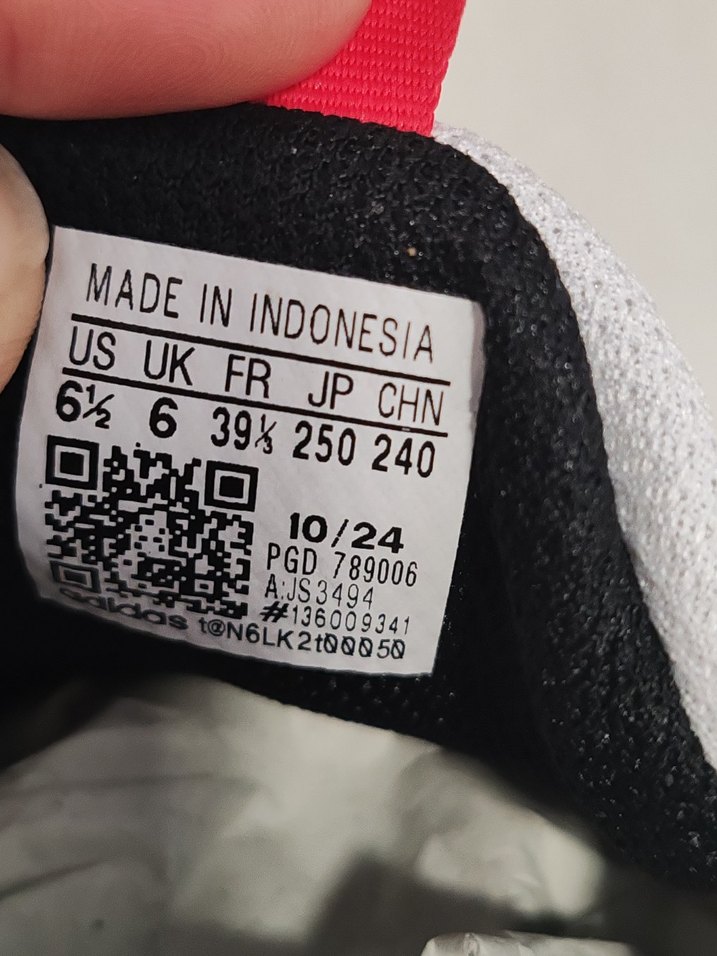 MADE IN INDONESIA
US UK FR JP CHN
6½ 6 39⅓ 250 240
10/24
PGD 789006
A:JS3494
#136009341
adidas t@N6LK2t00050